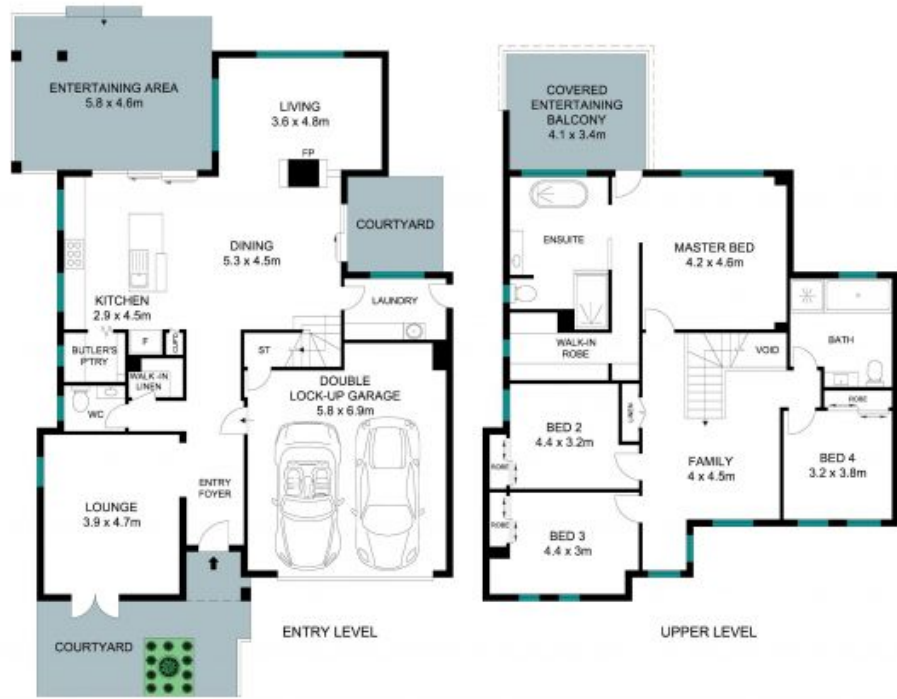 ENTERTAINING AREA
5.8 x 4.6m
LIVING
3.6 x 4.8m
FP
COURTYARD
DINING
5.3 x 4.5m
KITCHEN
2.9 x 4.5m
LAUNDRY
BUTLER'S
P'TRY
F
CUP'D
ST
WALK-IN
LINEN
WC
DOUBLE
LOCK-UP GARAGE
5.8 x 6.9m
LOUNGE
3.9 x 4.7m
ENTRY
FOYER
COURTYARD
ENTRY LEVEL
COVERED
ENTERTAINING
BALCONY
4.1 x 3.4m
ENSUITE
MASTER BED
4.2 x 4.6m
WALK-IN
ROBE
VOID
BATH
LINEN
ROBE
BED 2
4.4 x 3.2m
ROBE
FAMILY
4 x 4.5m
BED 4
3.2 x 3.8m
ROBE
BED 3
4.4 x 3m
UPPER LEVEL